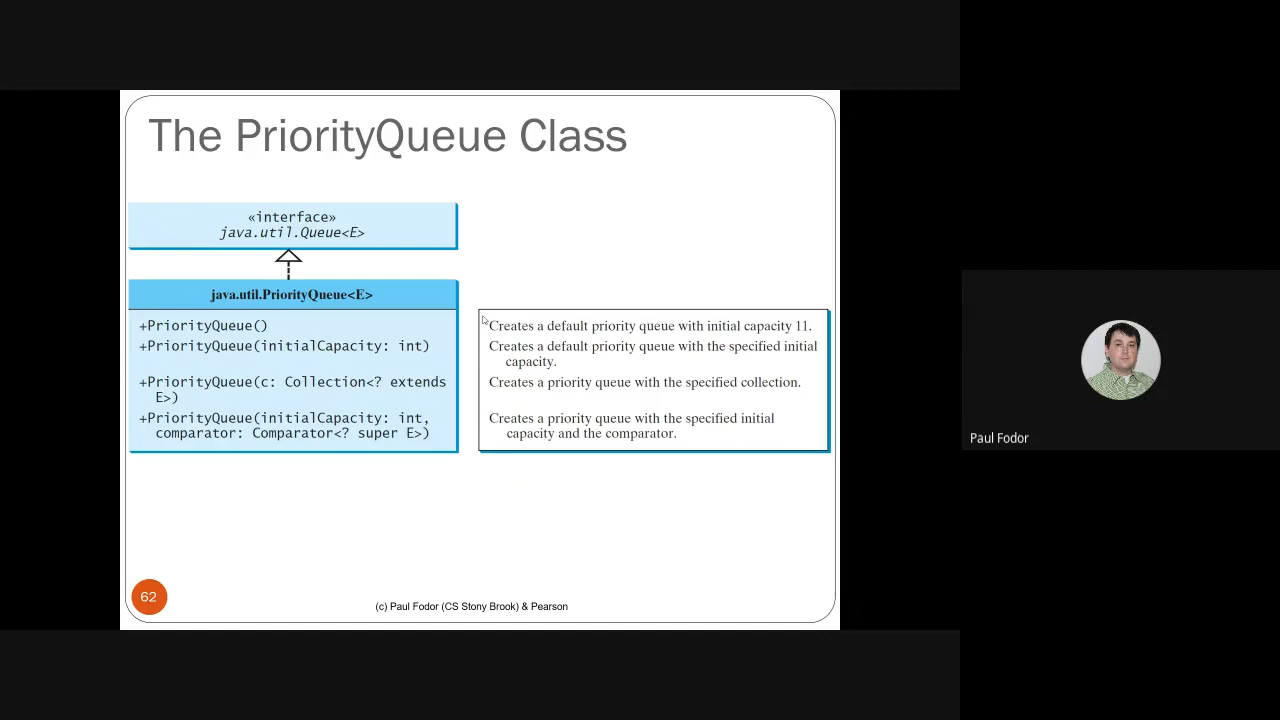 The PriorityQueue Class
«interface»
java.util.Queue<E>
java.util.PriorityQueue<E>
+PriorityQueue()
+PriorityQueue(initialCapacity: int)
+PriorityQueue(c: Collection<? extends
E>)
+PriorityQueue(initialCapacity: int,
comparator: Comparator<? super E>)
Creates a default priority queue with initial capacity 11.
Creates a default priority queue with the specified initial
capacity.
Creates a priority queue with the specified collection.
Creates a priority queue with the specified initial
capacity and the comparator.
62
(c) Paul Fodor (CS Stony Brook) & Pearson
Paul Fodor